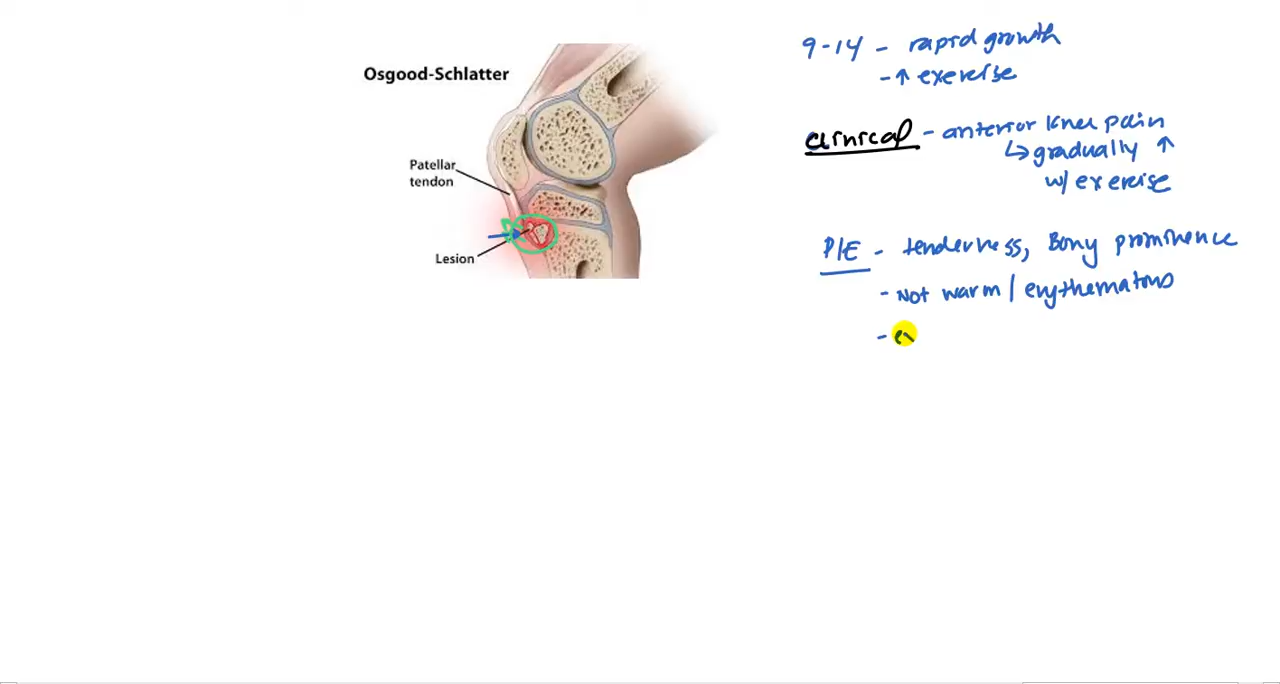 Osgood-Schlatter
Patellar
tendon
Lesion
9-14 - rapid growth
- ↑ exercise
Clinical - anterior knee pain
↳ gradually ↑
w/ exercise
P/E - tenderness, Bony prominence
- Not warm / erythematous
-